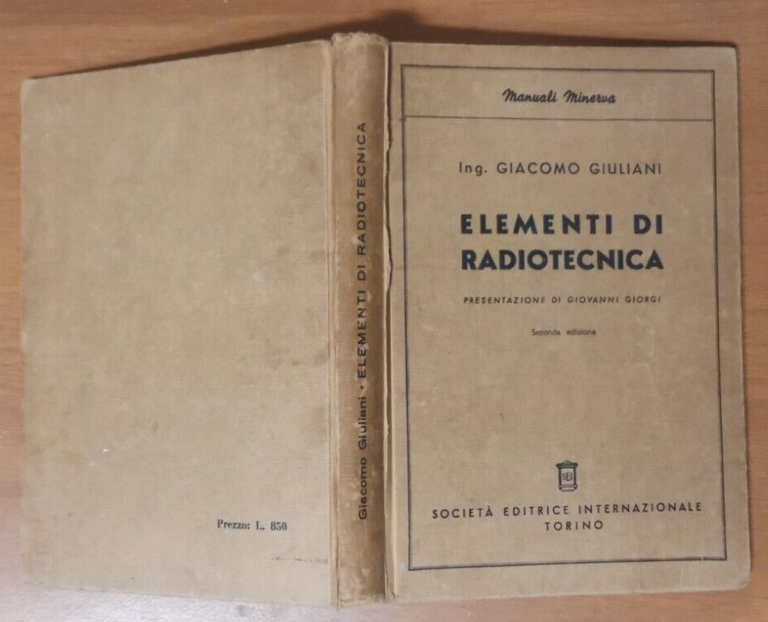 Manuali Minerva
Ing. GIACOMO GIULIANI
ELEMENTI DI
RADIOTECNICA
PRESENTAZIONE DI GIOVANNI GIORGI
Seconda edizione
SEI
SOCIETÀ EDITRICE INTERNAZIONALE
TORINO
Giacomo Giuliani · ELEMENTI DI RADIOTECNICA
Prezzo: L. 850